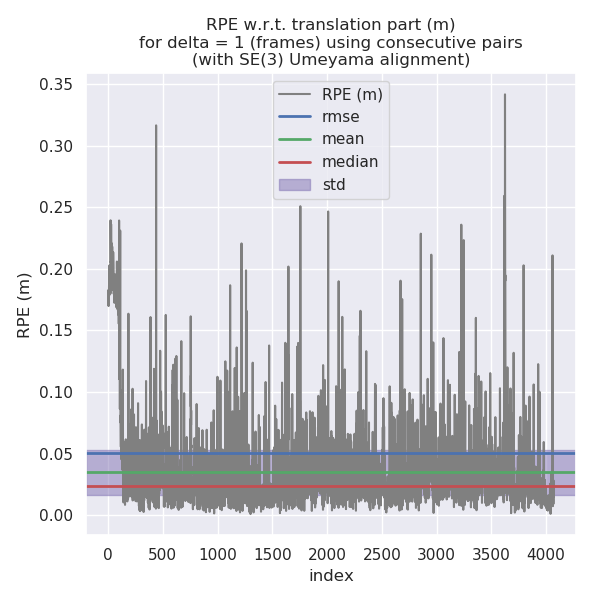 RPE w.r.t. translation part (m)
for delta = 1 (frames) using consecutive pairs
(with SE(3) Umeyama alignment)
RPE (m)
rmse
mean
median
std
0.35
0.30
0.25
0.20
0.15
0.10
0.05
0.00
RPE (m)
0 500 1000 1500 2000 2500 3000 3500 4000
index